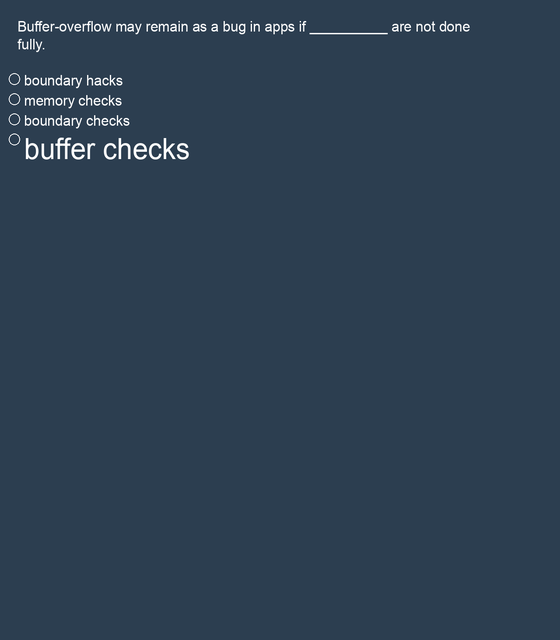 Buffer-overflow may remain as a bug in apps if __________ are not done
fully.
boundary hacks
memory checks
boundary checks
buffer checks